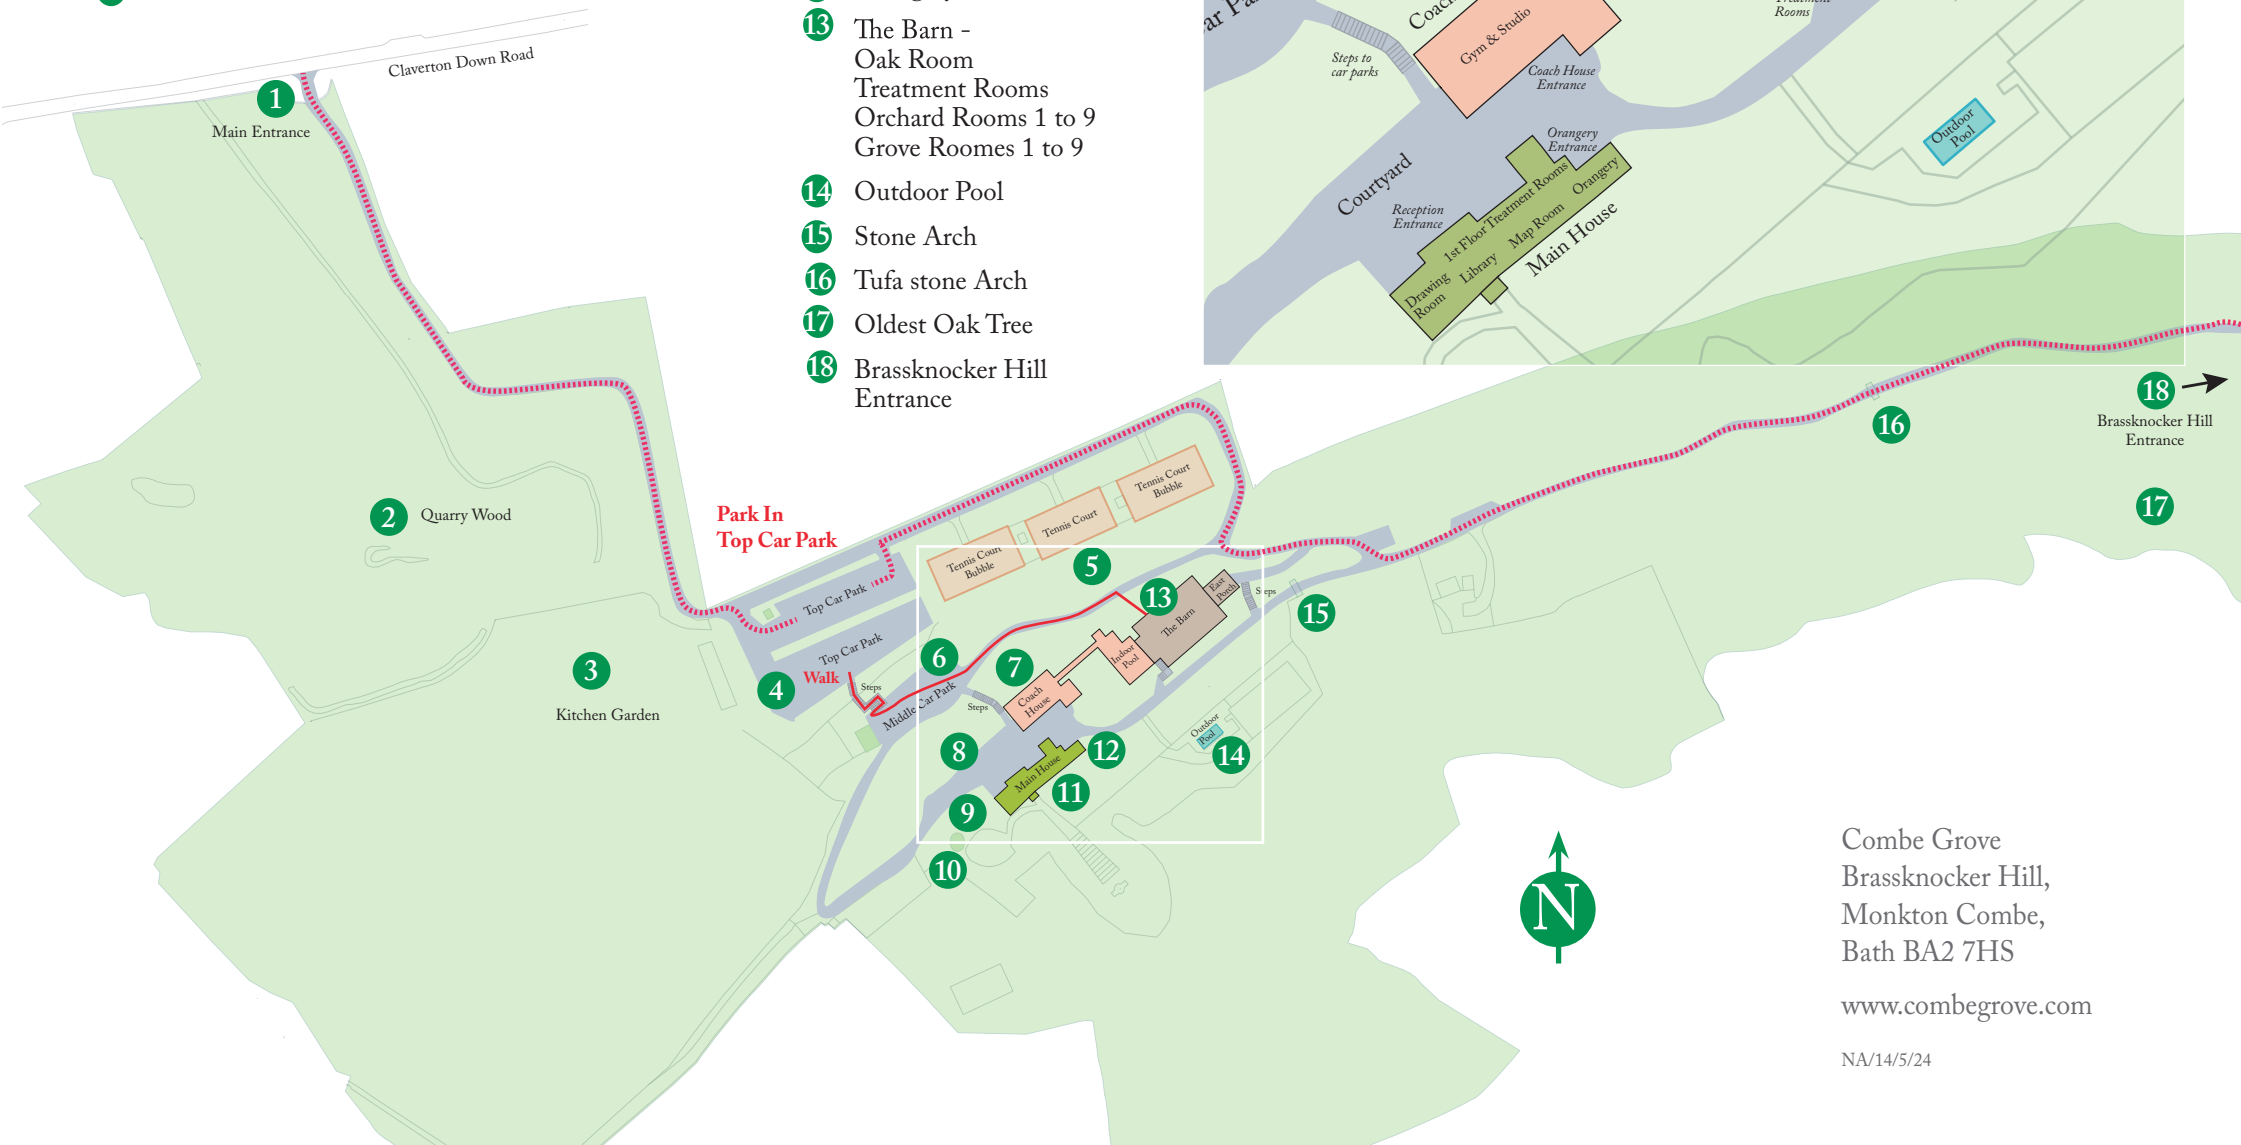 13 The Barn -
Oak Room
Treatment Rooms
Orchard Rooms 1 to 9
Grove Roomes 1 to 9
14 Outdoor Pool
15 Stone Arch
16 Tufa stone Arch
17 Oldest Oak Tree
18 Brassknocker Hill
Entrance
Claverton Down Road
1
Main Entrance
2 Quarry Wood
3
Kitchen Garden
Park In
Top Car Park
Top Car Park
Top Car Park
4
Walk
Steps
Middle Car Park
Steps
Tennis Court
Bubble
Tennis Court
Tennis Court
Bubble
5
6
7
8
9
10
11
12
13
The Barn
East
Porch
Steps
Indoor
Pool
Coach
House
Main House
Outdoor
Pool
14
15
16
17
18
Brassknocker Hill
Entrance
Steps to
car parks
Gym & Studio
Coach House
Entrance
Rooms
Outdoor
Pool
Courtyard
Orangery
Entrance
Reception
Entrance
1st Floor Treatment Rooms
Orangery
Drawing
Room
Library
Map Room
Main House
N
Combe Grove
Brassknocker Hill,
Monkton Combe,
Bath BA2 7HS
www.combegrove.com
NA/14/5/24